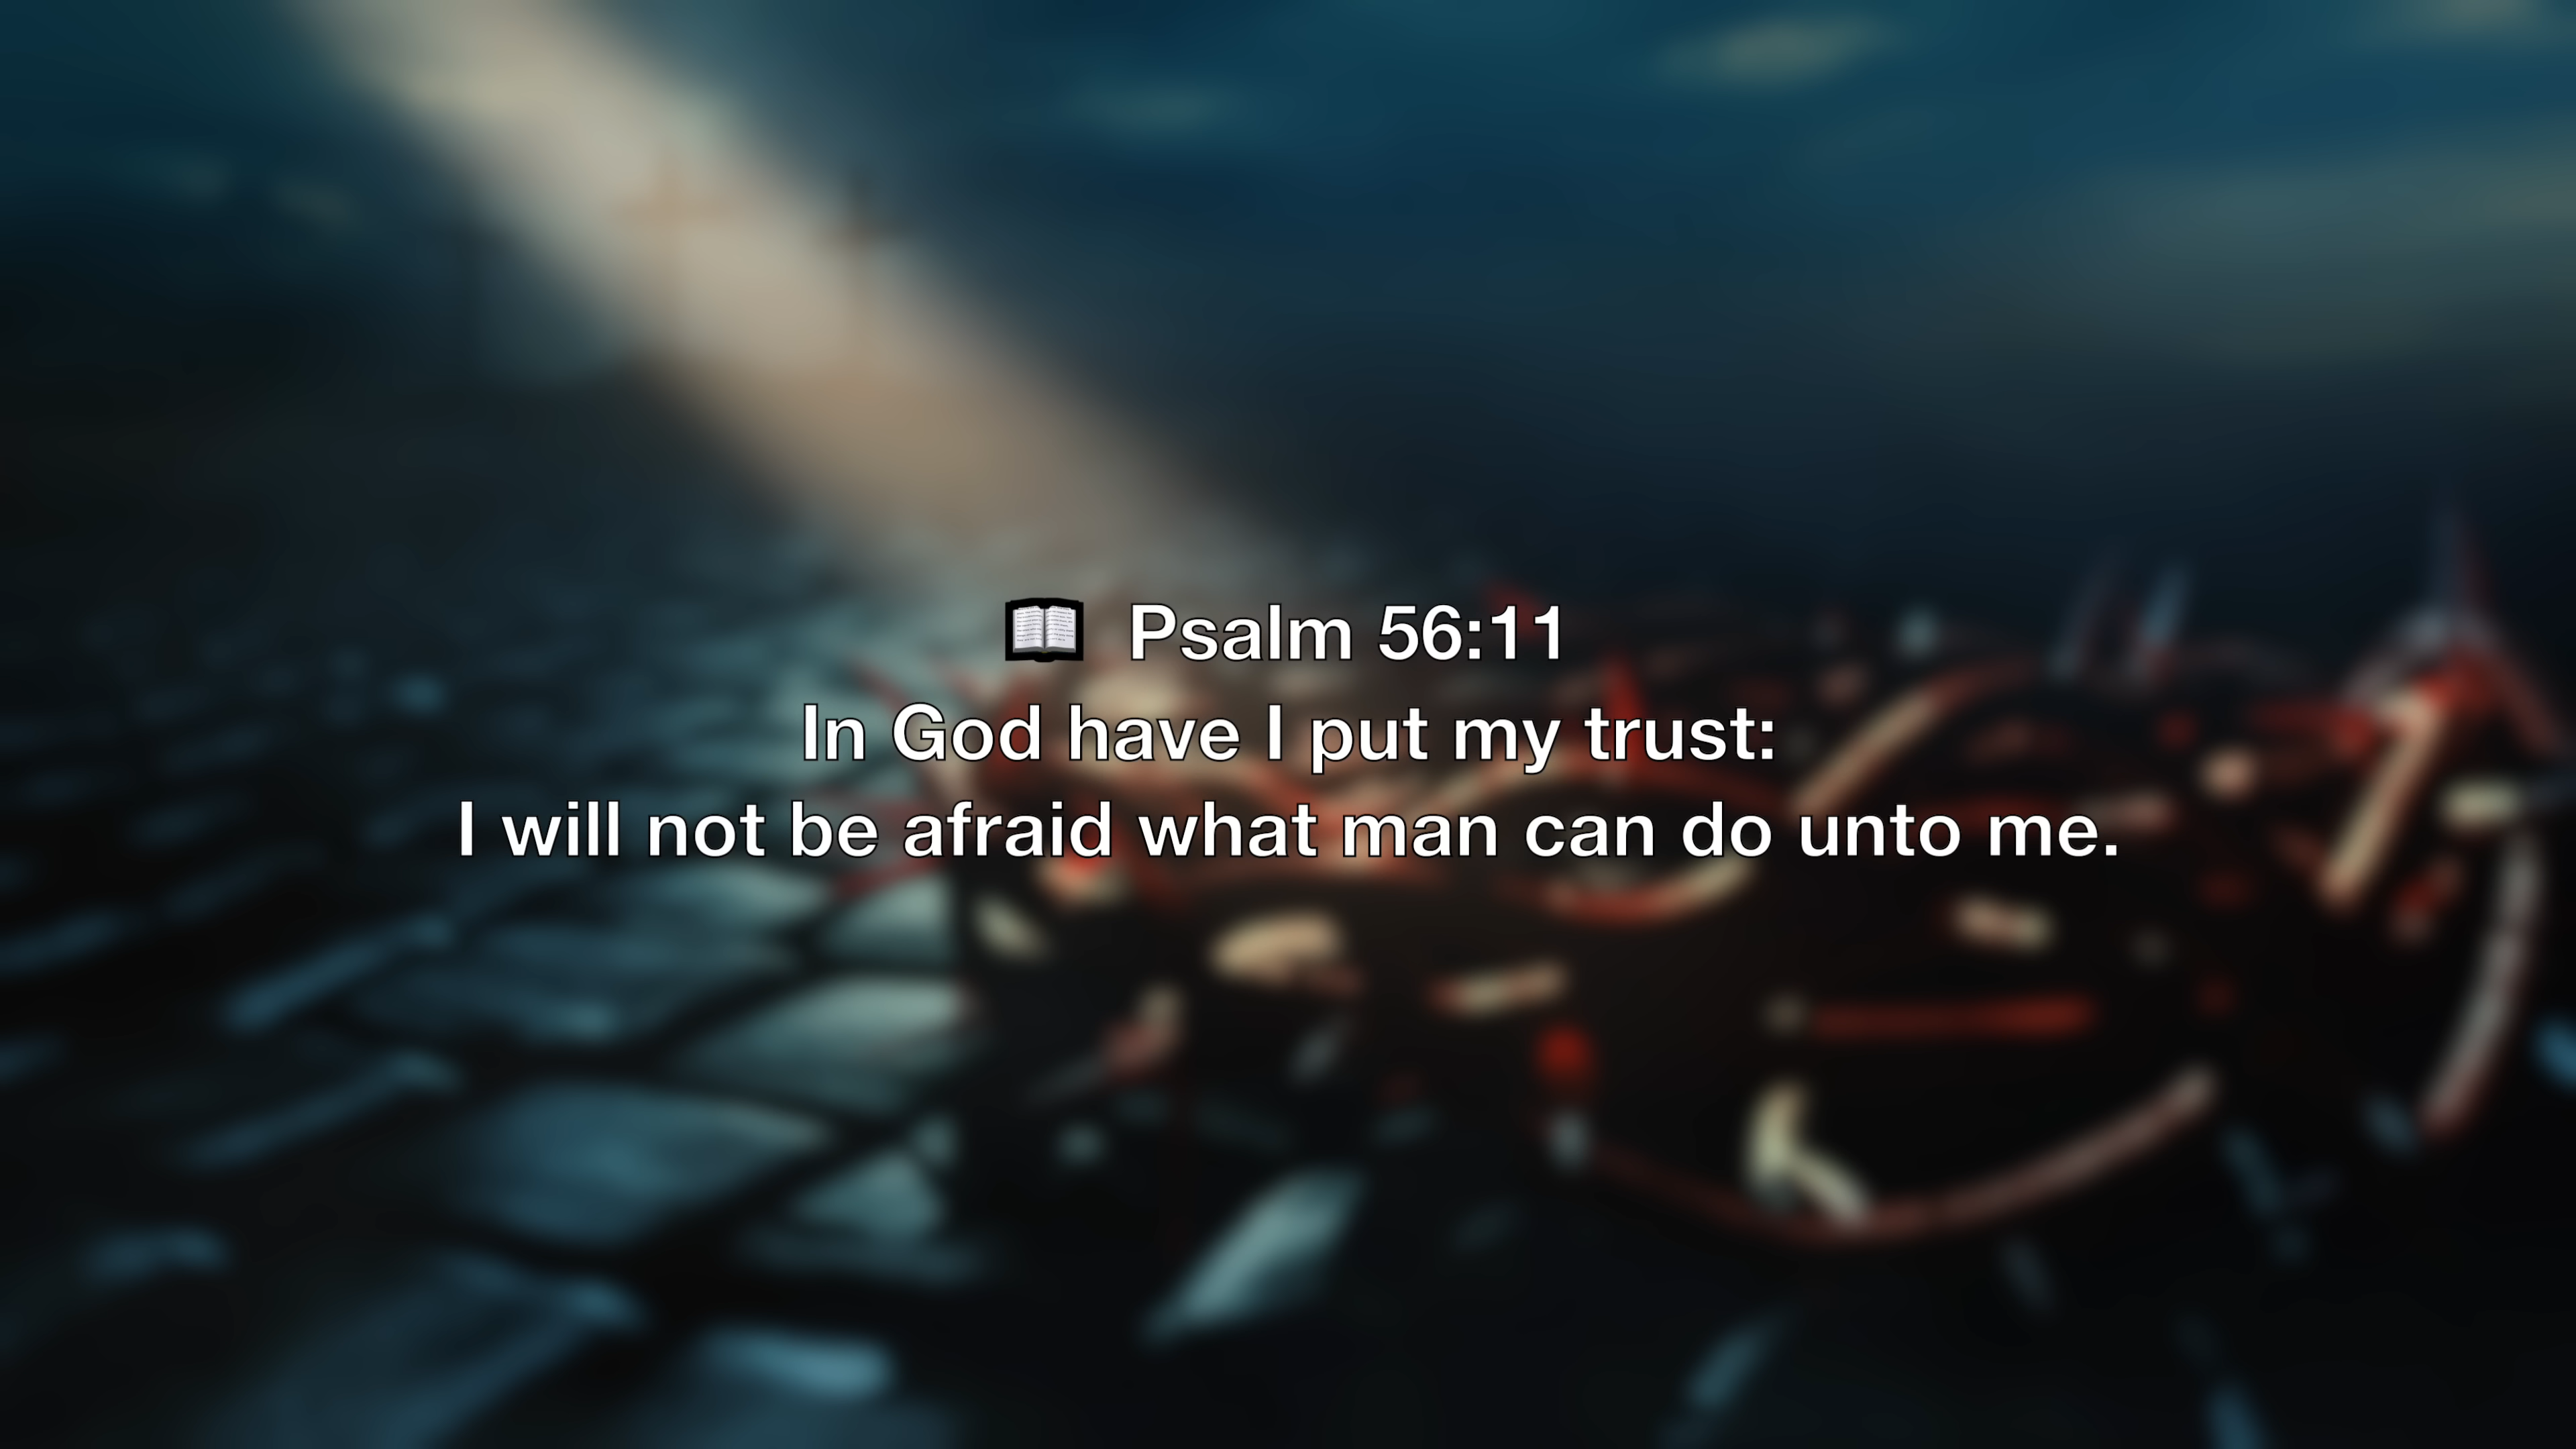 📖 Psalm 56:11
In God have I put my trust:
I will not be afraid what man can do unto me.